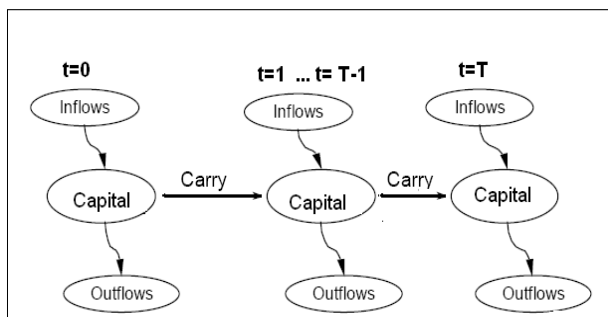 t=0 t=1 ... t= T-1 t=T
Inflows Inflows Inflows
Carry Carry
Capital Capital Capital
Outflows Outflows Outflows